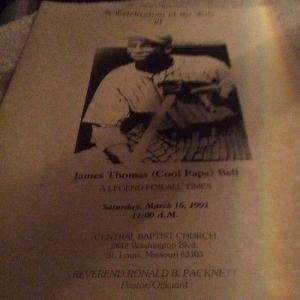 A Celebration of the Life
of
James Thomas (Cool Papa) Bell
A LEGEND FOR ALL TIMES
Saturday, March 16, 1991
11:00 A.M.
CENTRAL BAPTIST CHURCH
2842 Washington Blvd.
St. Louis, Missouri 63103
REVEREND RONALD B. PACKNETT
Pastor/Officiant